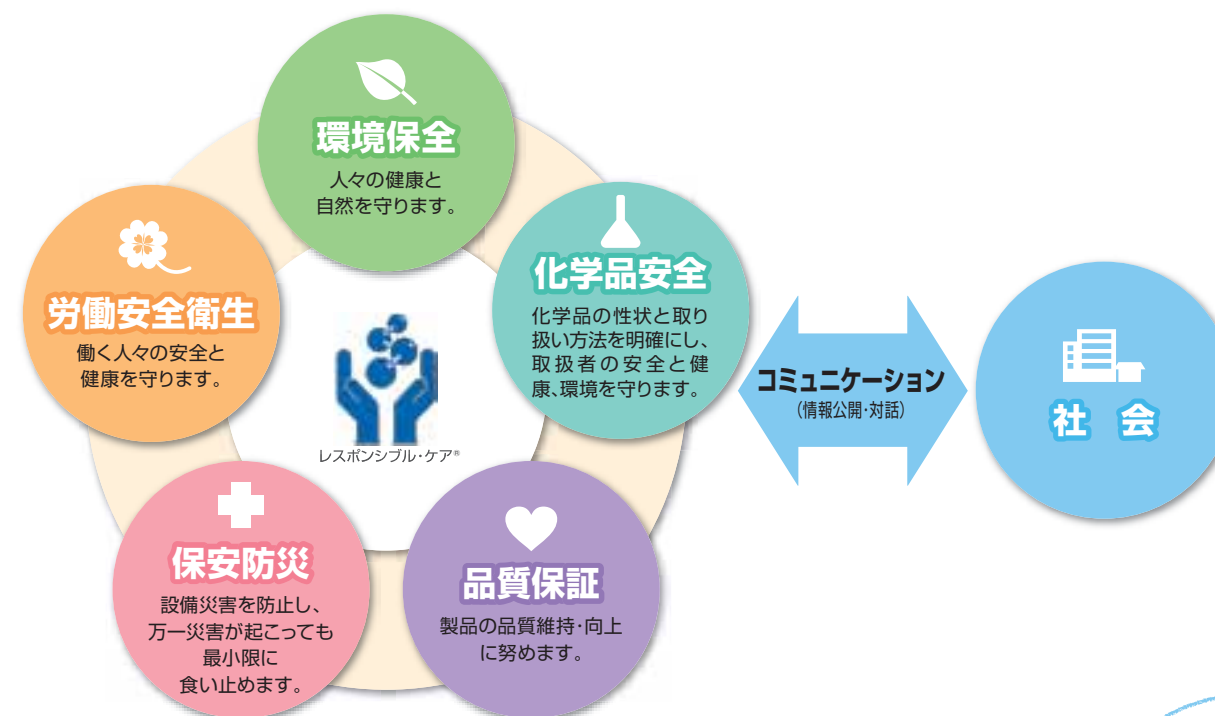 環境保全
人々の健康と
自然を守ります。
労働安全衛生
働く人々の安全と
健康を守ります。
化学品安全
化学品の性状と取り
扱い方法を明確にし、
取扱者の安全と健
康、環境を守ります。
レスポンシブル・ケア®
コミュニケーション
(情報公開・対話)
社 会
保安防災
設備災害を防止し、
万一災害が起こっても
最小限に
食い止めます。
品質保証
製品の品質維持・向上
に努めます。